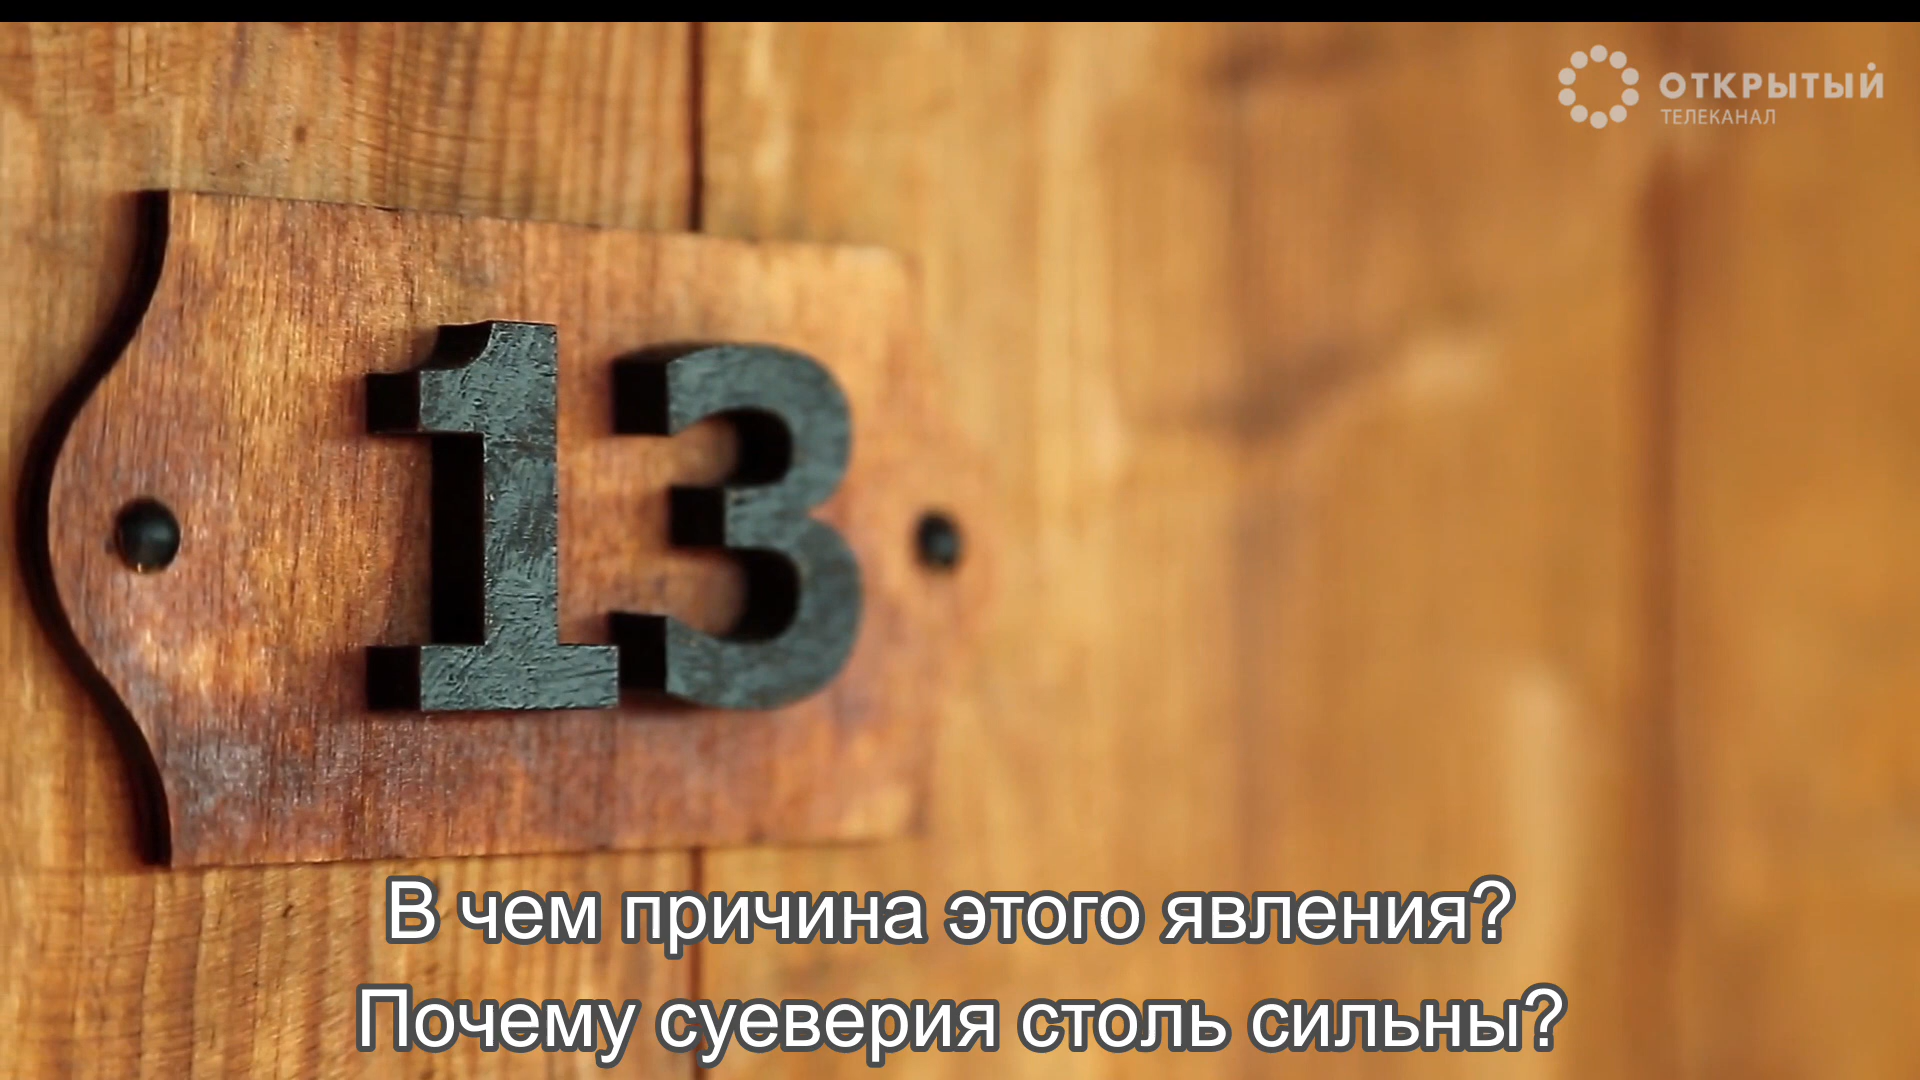 ОТКРЫТЫЙ
ТЕЛЕКАНАЛ
13
В чем причина этого явления?
Почему суеверия столь сильны?